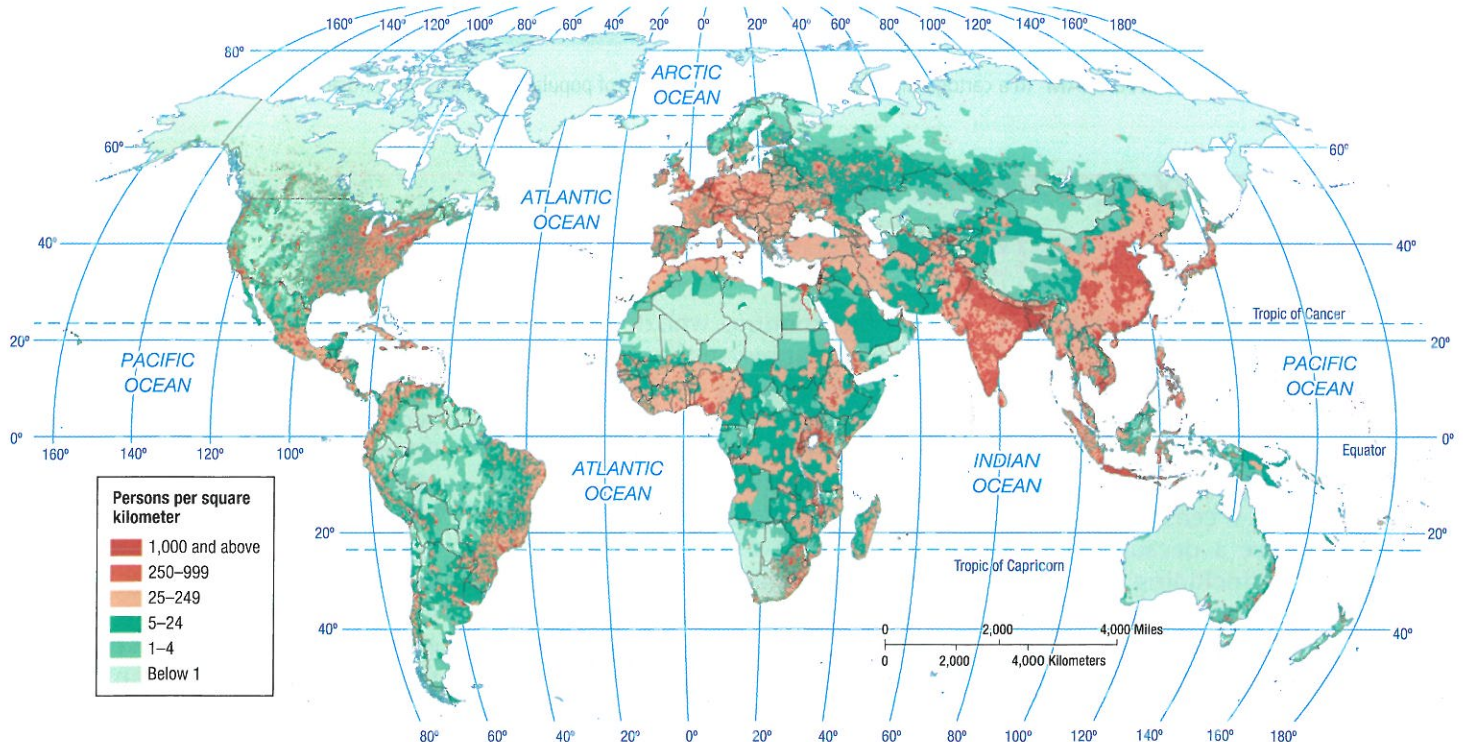 160° 120° 100° 80° 60° 40° 20° 0° 20° 40° 60° 80° 100° 120° 140° 160° 180°
80°
ARCTIC
OCEAN
60° 60°
ATLANTIC
OCEAN
40° 40°
Tropic of Cancer
20° 20°
PACIFIC
OCEAN
PACIFIC
OCEAN
0° 0°
Equator
160° 140° 120° 100°
ATLANTIC
OCEAN
INDIAN
OCEAN
20° 20°
Tropic of Capricorn
40° 40°
0 2,000 4,000 Miles
0 2,000 4,000 Kilometers
Persons per square
kilometer
1,000 and above
250–999
25–249
5–24
1–4
Below 1
80° 60° 40° 20° 0° 20° 40° 60° 80° 100° 120° 140° 160° 180°